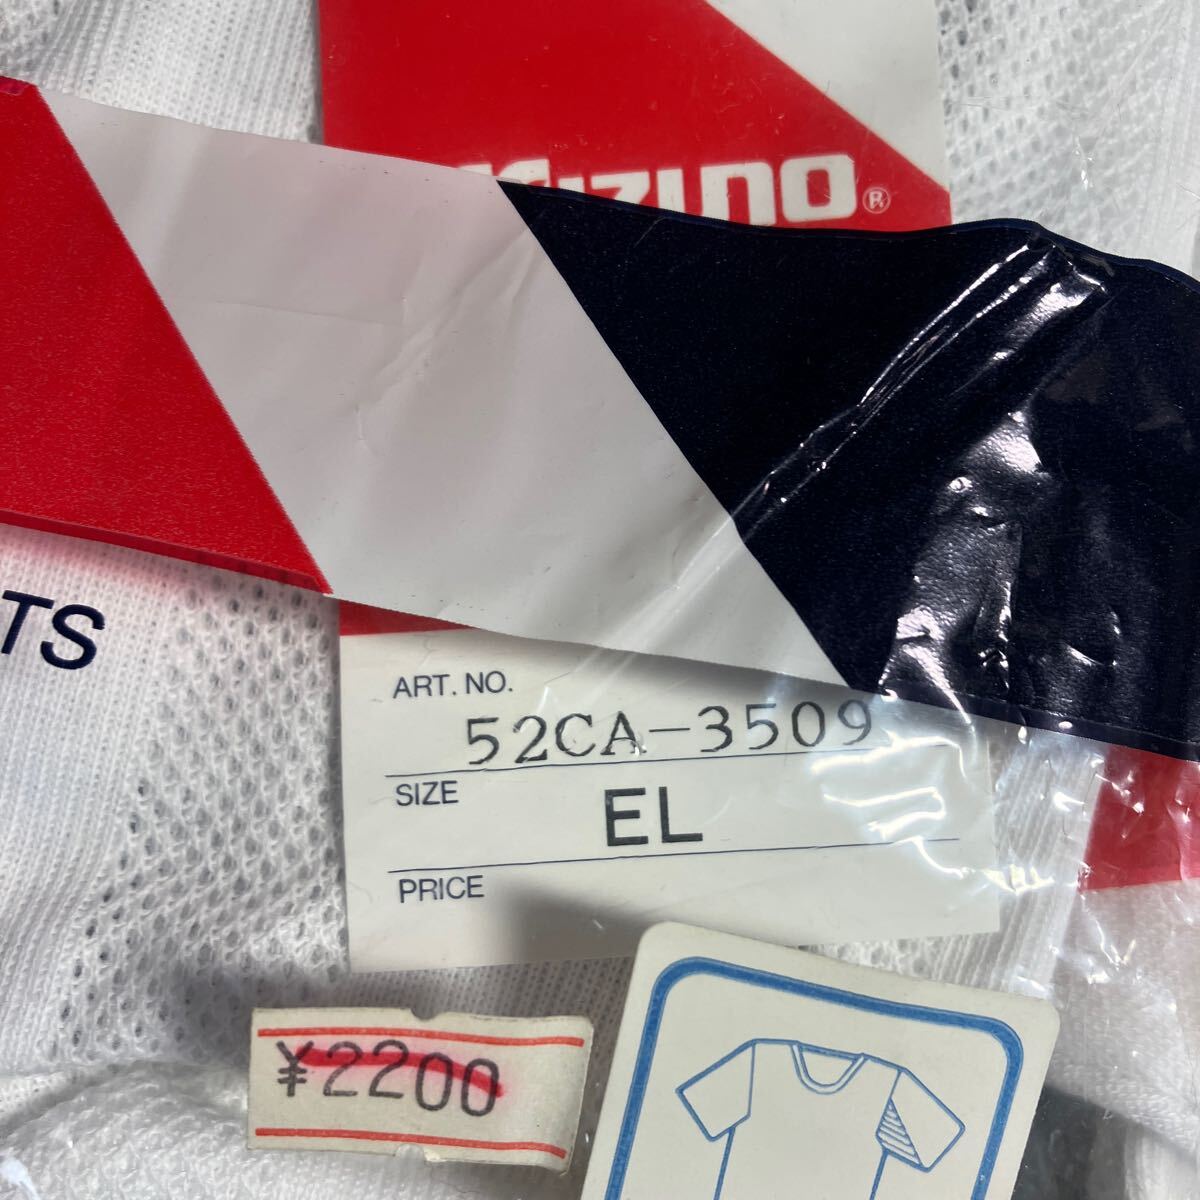 Mizuno®
TS
ART. NO.
52CA-3509
SIZE
EL
PRICE
¥2200